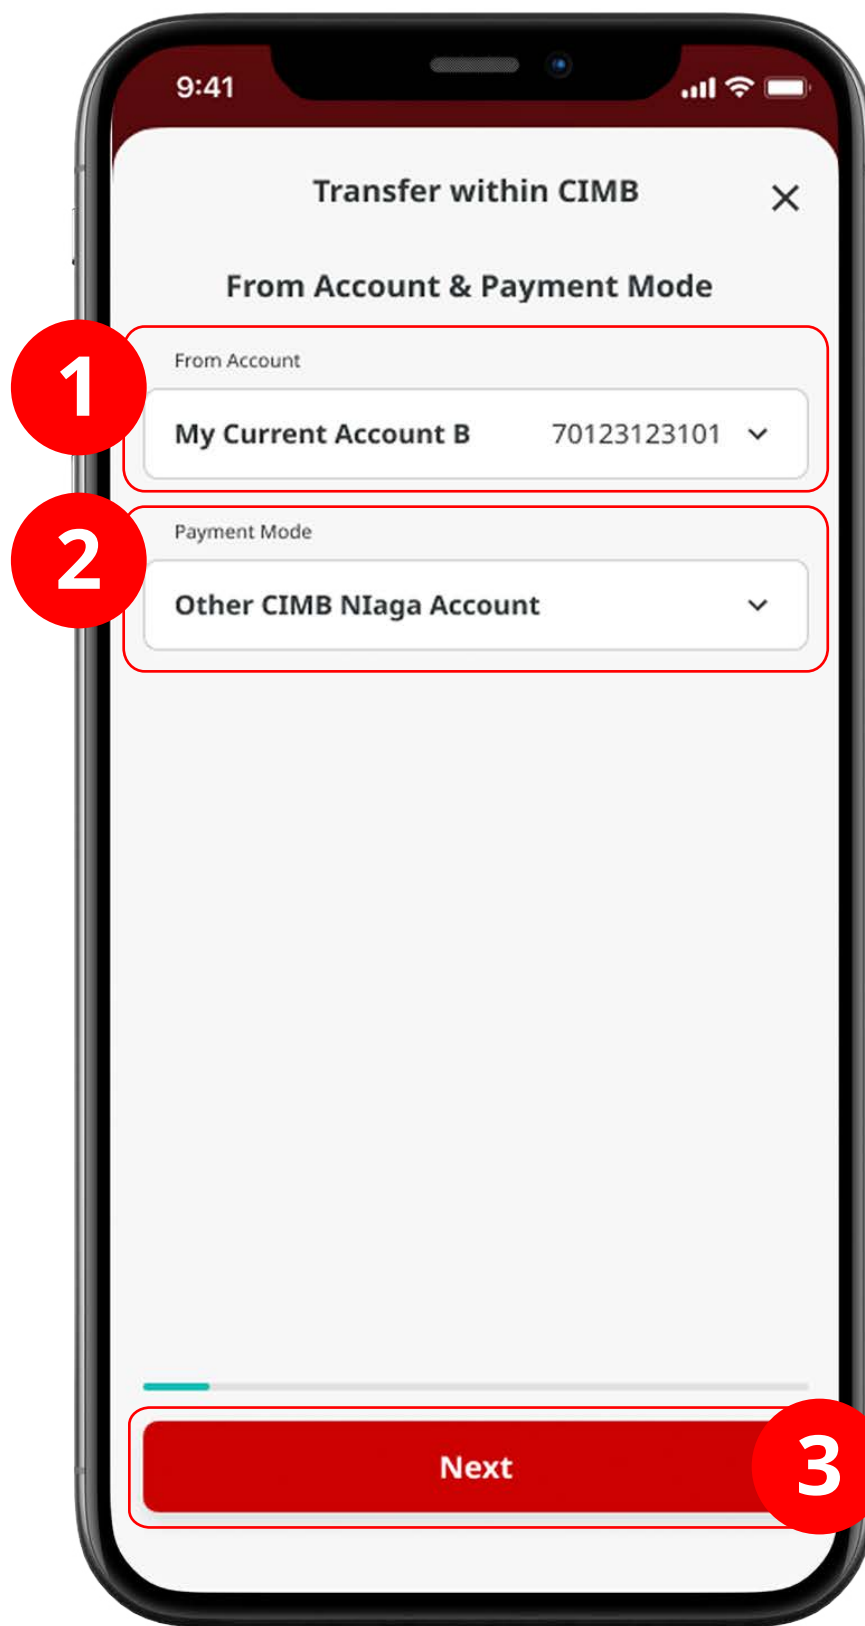 9:41
Transfer within CIMB
From Account & Payment Mode
1
From Account
My Current Account B 70123123101
2
Payment Mode
Other CIMB NIaga Account
Next
3